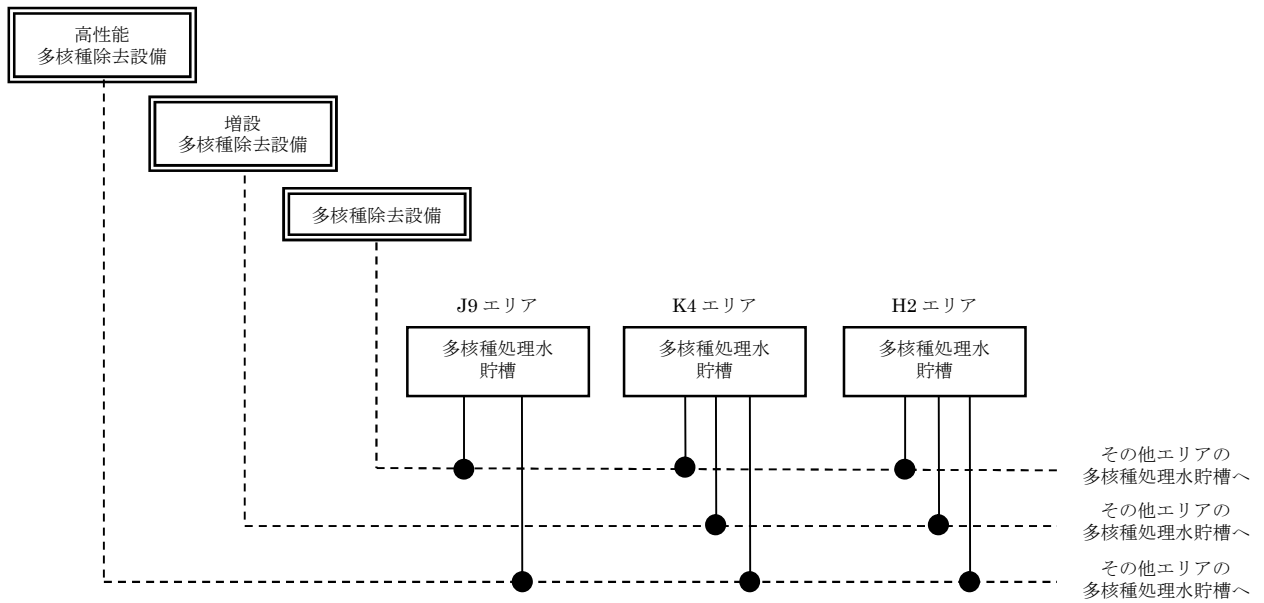 高性能
多核種除去設備
増設
多核種除去設備
多核種除去設備
J9 エリア
K4 エリア
H2 エリア
多核種処理水
貯槽
多核種処理水
貯槽
多核種処理水
貯槽
その他エリアの
多核種処理水貯槽へ
その他エリアの
多核種処理水貯槽へ
その他エリアの
多核種処理水貯槽へ